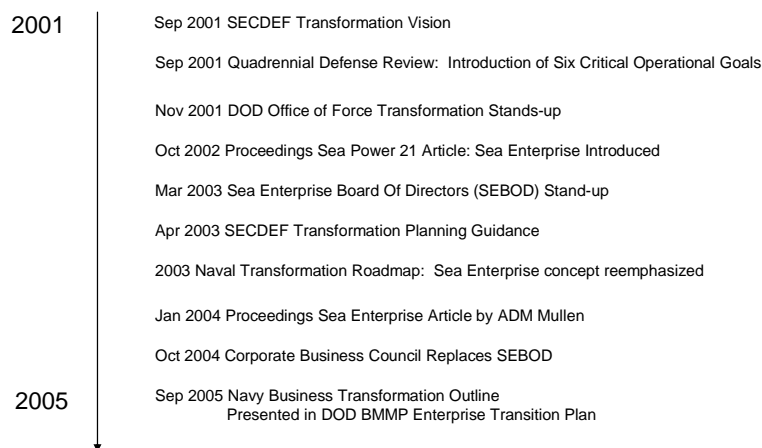 2001
Sep 2001 SECDEF Transformation Vision
Sep 2001 Quadrennial Defense Review: Introduction of Six Critical Operational Goals
Nov 2001 DOD Office of Force Transformation Stands-up
Oct 2002 Proceedings Sea Power 21 Article: Sea Enterprise Introduced
Mar 2003 Sea Enterprise Board Of Directors (SEBOD) Stand-up
Apr 2003 SECDEF Transformation Planning Guidance
2003 Naval Transformation Roadmap: Sea Enterprise concept reemphasized
Jan 2004 Proceedings Sea Enterprise Article by ADM Mullen
Oct 2004 Corporate Business Council Replaces SEBOD
2005
Sep 2005 Navy Business Transformation Outline
Presented in DOD BMMP Enterprise Transition Plan